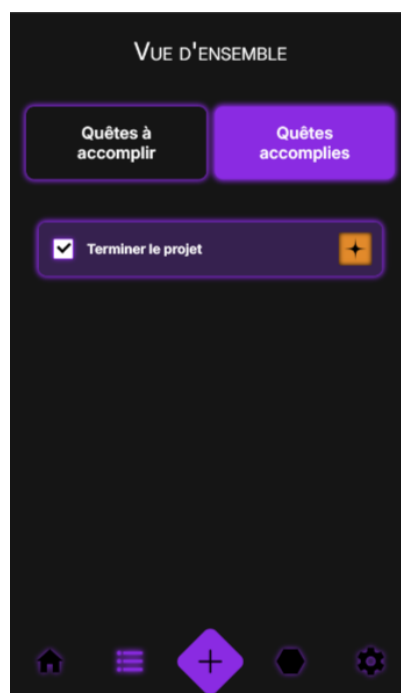 Vue d'ensemble
Quêtes à
accomplir
Quêtes
accomplies
Terminer le projet